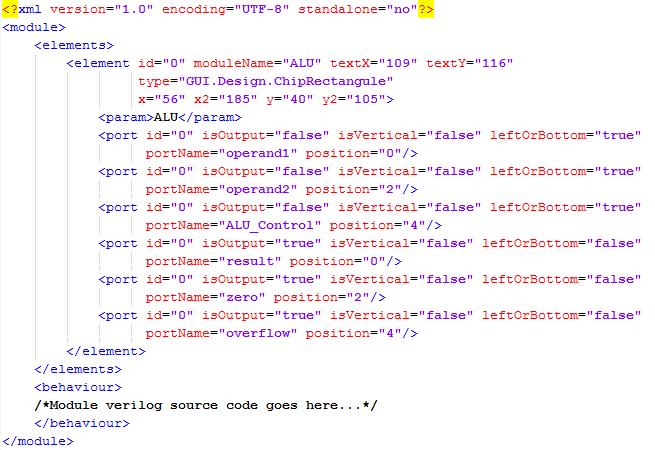 <?xml version="1.0" encoding="UTF-8" standalone="no"?>
<module>
    <elements>
        <element id="0" moduleName="ALU" textX="109" textY="116"
                 type="GUI.Design.ChipRectangule"
                 x="56" x2="185" y="40" y2="105">
            <param>ALU</param>
            <port id="0" isOutput="false" isVertical="false" leftOrBottom="true"
                  portName="operand1" position="0"/>
            <port id="0" isOutput="false" isVertical="false" leftOrBottom="true"
                  portName="operand2" position="2"/>
            <port id="0" isOutput="false" isVertical="false" leftOrBottom="true"
                  portName="ALU_Control" position="4"/>
            <port id="0" isOutput="true" isVertical="false" leftOrBottom="false"
                  portName="result" position="0"/>
            <port id="0" isOutput="true" isVertical="false" leftOrBottom="false"
                  portName="zero" position="2"/>
            <port id="0" isOutput="true" isVertical="false" leftOrBottom="false"
                  portName="overflow" position="4"/>
        </element>
    </elements>
    <behaviour>
    /*Module verilog source code goes here...*/
    </behaviour>
</module>